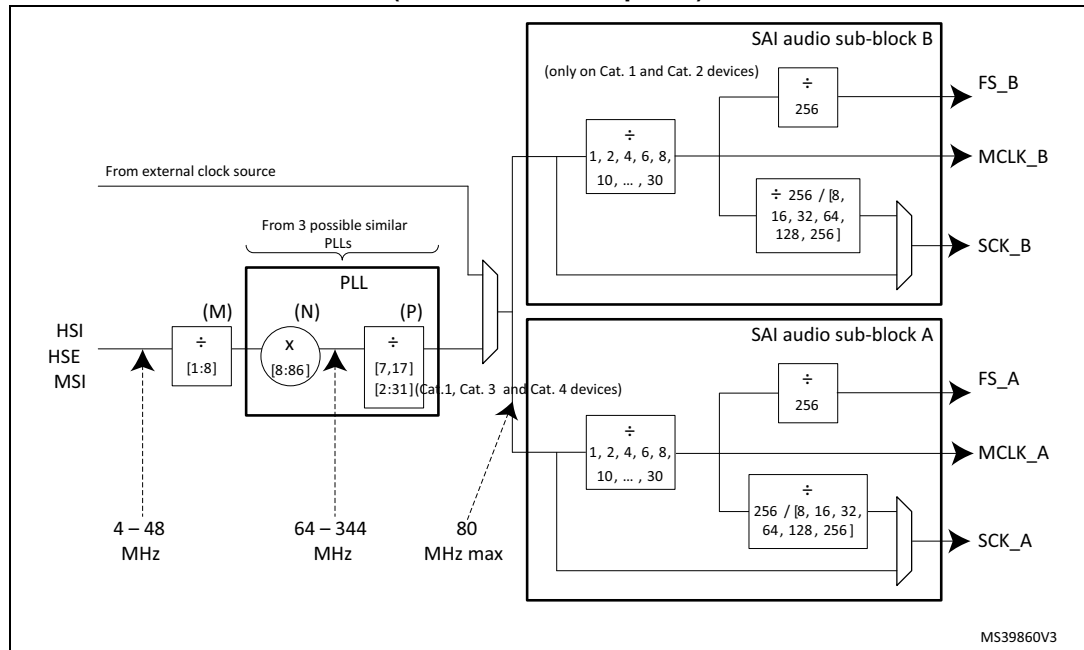 SAI audio sub-block B
(only on Cat. 1 and Cat. 2 devices)
÷
256
FS_B
÷
1, 2, 4, 6, 8,
10, ... , 30
MCLK_B
÷ 256 / [8,
16, 32, 64,
128, 256]
SCK_B
From external clock source
From 3 possible similar
PLLs
PLL
(M)
(N)
(P)
HSI
HSE
MSI
÷
[1:8]
x
[8:86]
÷
[7,17]
[2:31](Cat.1, Cat. 3 and Cat. 4 devices)
SAI audio sub-block A
÷
256
FS_A
÷
1, 2, 4, 6, 8,
10, ... , 30
MCLK_A
÷
256 / [8, 16, 32,
64, 128, 256]
SCK_A
4 – 48
MHz
64 – 344
MHz
80
MHz max
MS39860V3